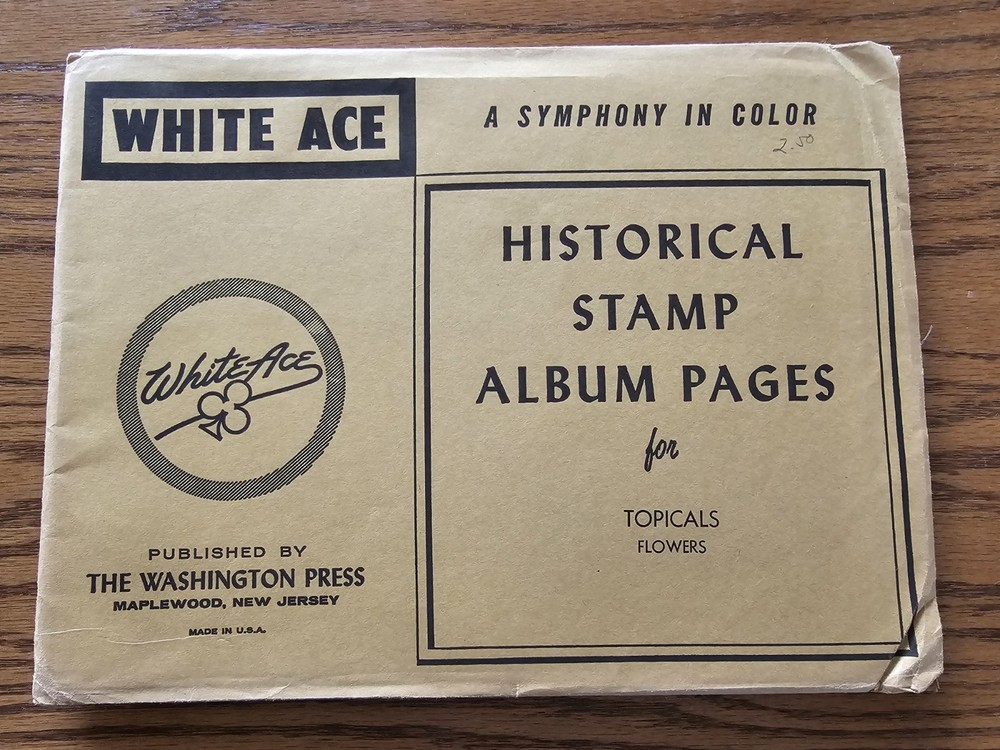 WHITE ACE
A SYMPHONY IN COLOR
2.50
HISTORICAL
STAMP
ALBUM PAGES
for
TOPICALS
FLOWERS
White Ace
PUBLISHED BY
THE WASHINGTON PRESS
MAPLEWOOD, NEW JERSEY
MADE IN U.S.A.